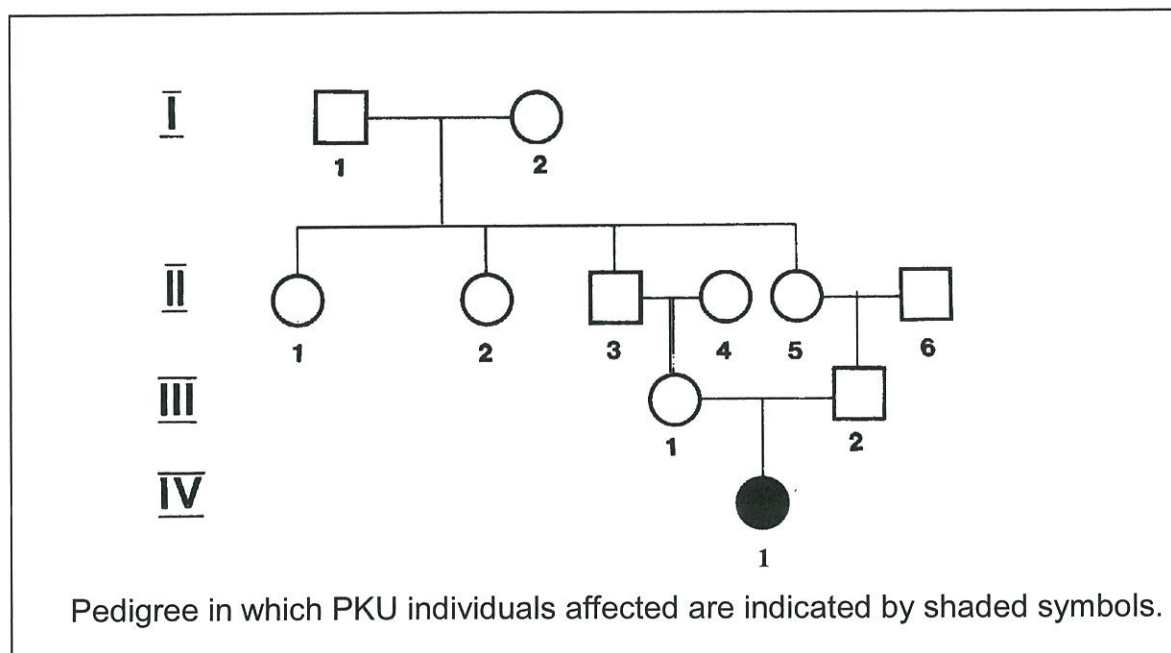 I
1 2
II
1 2 3 4 5 6
III
1 2
IV
1
Pedigree in which PKU individuals affected are indicated by shaded symbols.